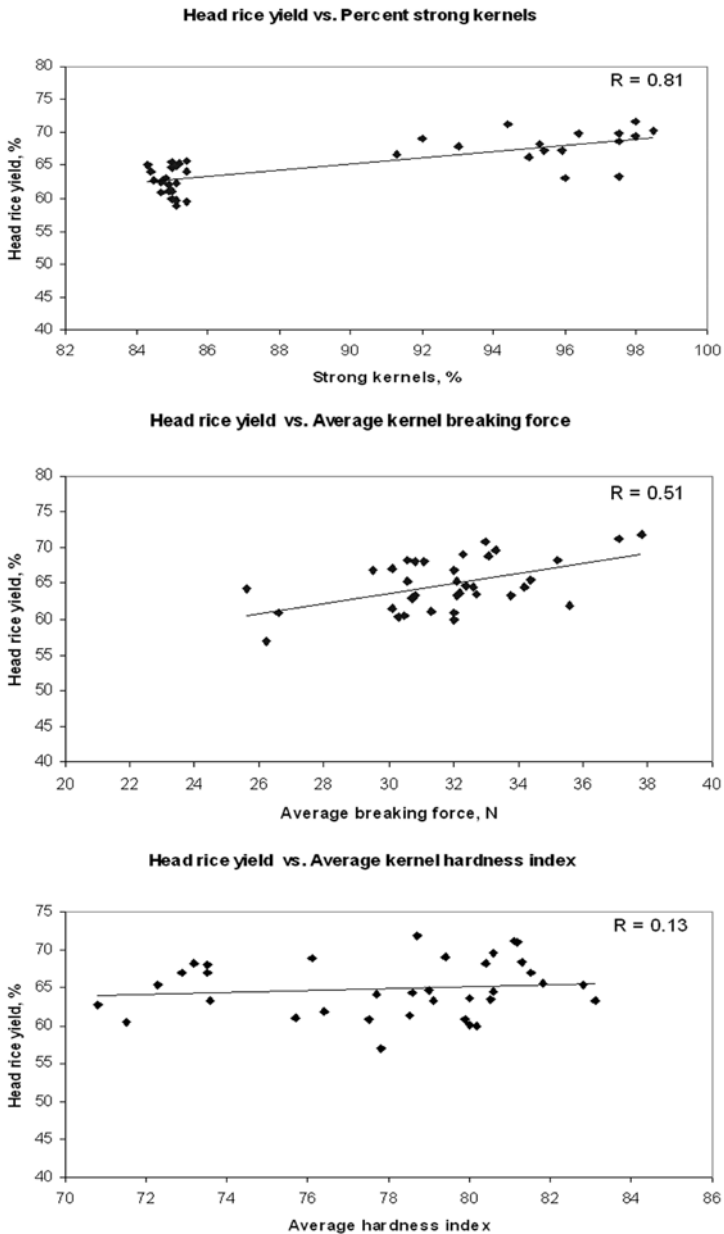 Head rice yield vs. Percent strong kernels
R = 0.81
Head rice yield, %
80
75
70
65
60
55
50
45
40
82 84 86 88 90 92 94 96 98 100
Strong kernels, %
Head rice yield vs. Average kernel breaking force
R = 0.51
Head rice yield, %
80
75
70
65
60
55
50
45
40
20 22 24 26 28 30 32 34 36 38 40
Average breaking force, N
Head rice yield vs. Average kernel hardness index
R = 0.13
Head rice yield, %
75
70
65
60
55
50
45
40
70 72 74 76 78 80 82 84 86
Average hardness index